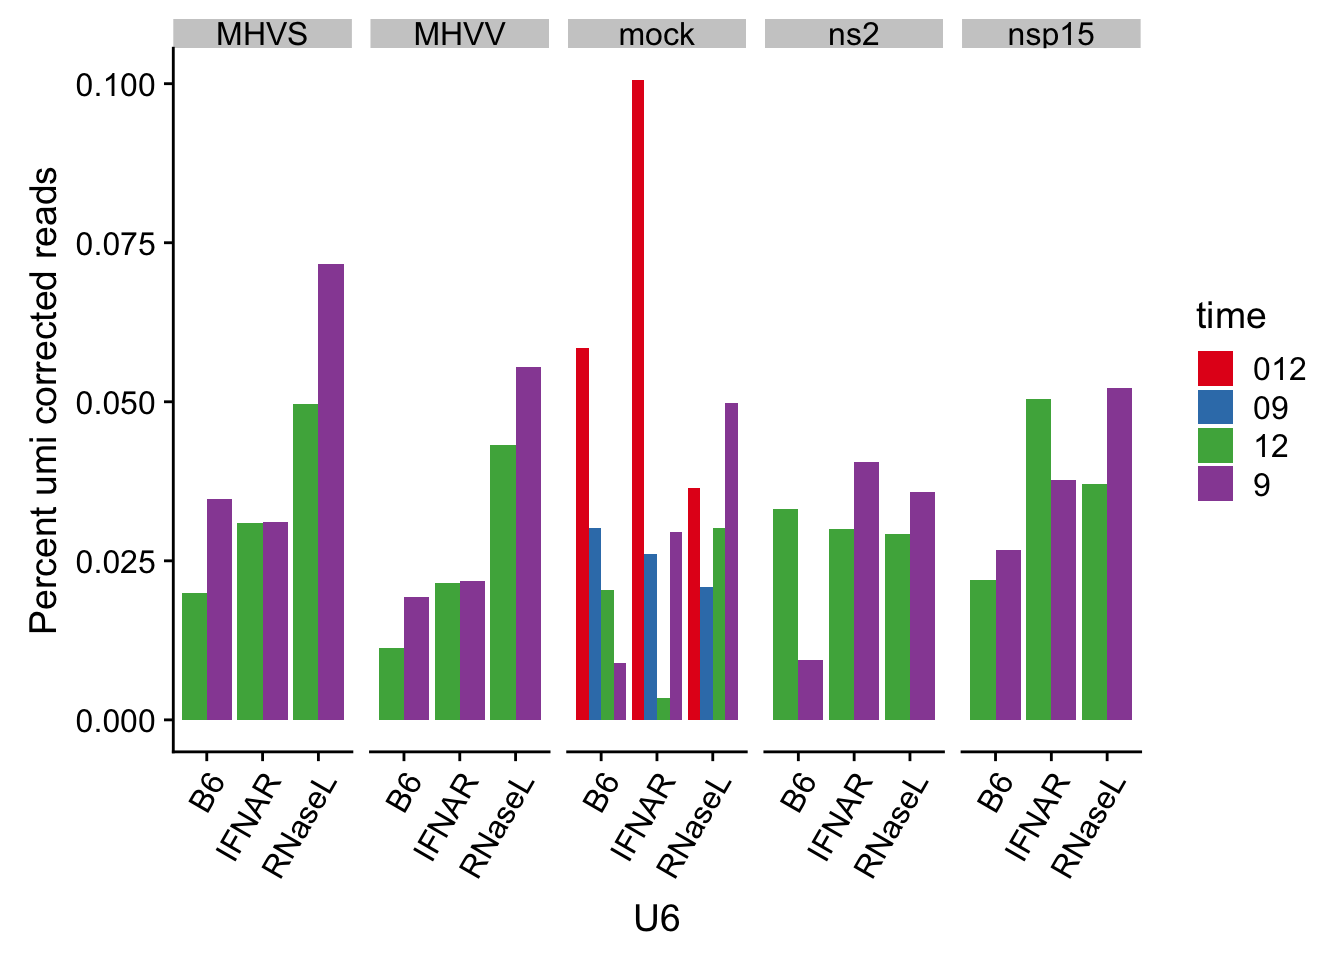 MHVS MHVV mock ns2 nsp15
Percent umi corrected reads
0.100
0.075
0.050
0.025
0.000
B6 IFNAR RNaseL B6 IFNAR RNaseL B6 IFNAR RNaseL B6 IFNAR RNaseL B6 IFNAR RNaseL
U6
time
012
09
12
9